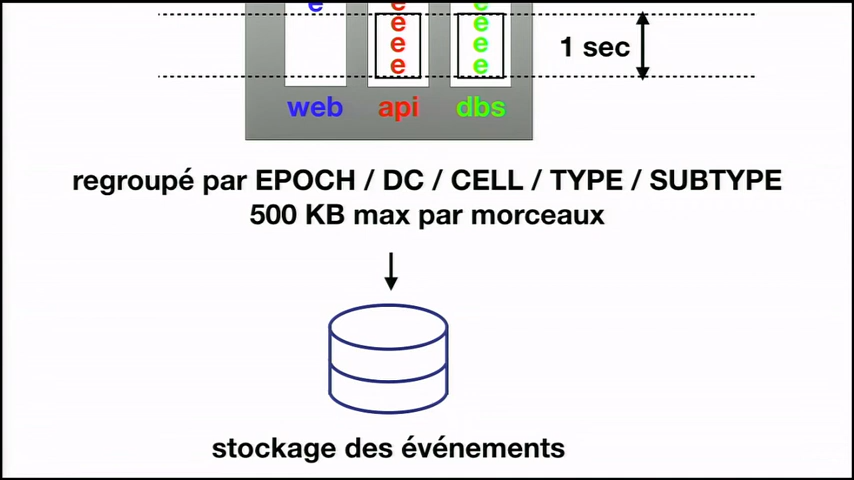 e e e
e e
e e
e e
1 sec
web api dbs
regroupé par EPOCH / DC / CELL / TYPE / SUBTYPE
500 KB max par morceaux
stockage des événements